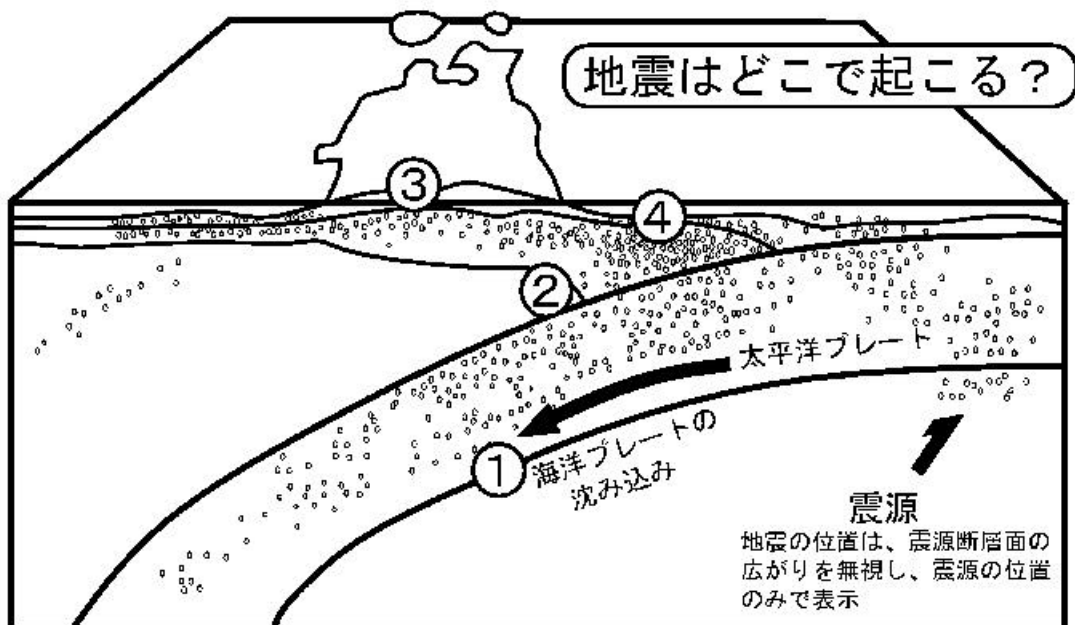 地震はどこで起こる？
③
④
②
太平洋プレート
①
海洋プレートの
沈み込み
震源
地震の位置は、震源断層面の
広がりを無視し、震源の位置
のみで表示